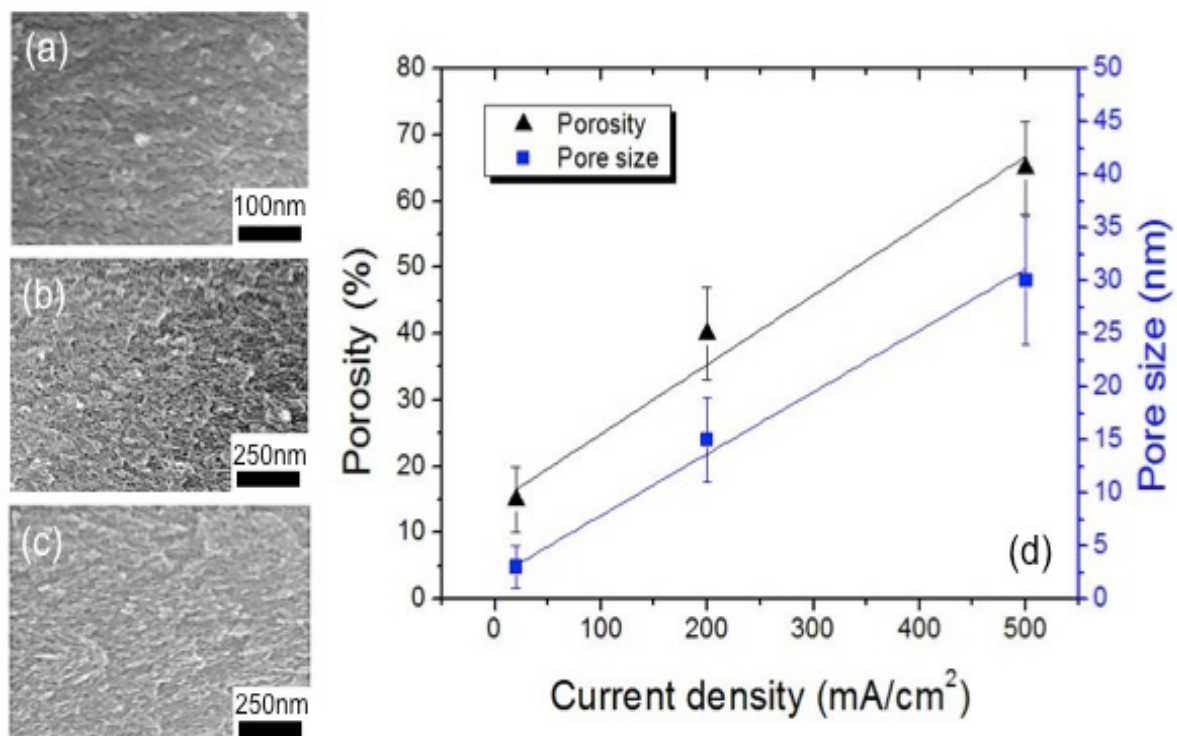 (a)
100nm
(b)
250nm
(c)
250nm
Porosity (%)
80
70
60
50
40
30
20
10
0
Porosity
Pore size
(d)
50
45
40
35
30
25
20
15
10
5
0
Pore size (nm)
0 100 200 300 400 500
Current density (mA/cm²)